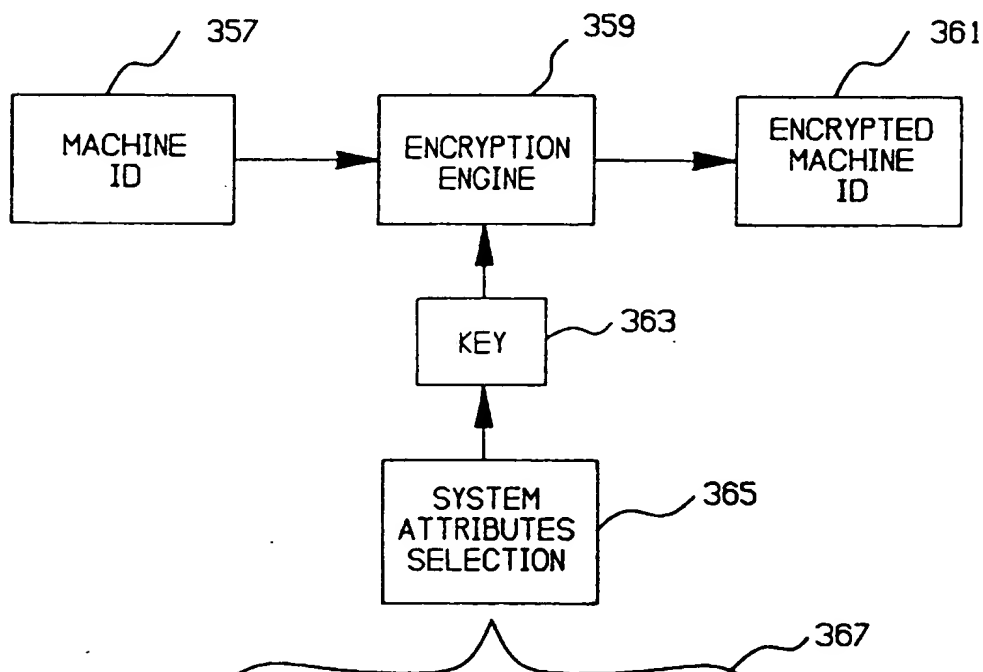 357
359
361
MACHINE
ID
ENCRYPTION
ENGINE
ENCRYPTED
MACHINE
ID
KEY
363
SYSTEM
ATTRIBUTES
SELECTION
365
367